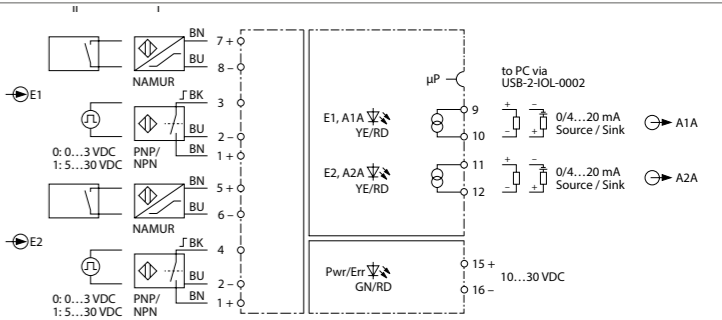 II I
BN 7 +
BU 8 –
NAMUR
E1
BK 3
BU 2 –
BN 1 +
0: 0…3 VDC PNP/
1: 5…30 VDC NPN
BN 5 +
BU 6 –
NAMUR
E2
BK 4
BU 2 –
BN 1 +
0: 0…3 VDC PNP/
1: 5…30 VDC NPN
µP
to PC via
USB-2-IOL-0002
E1, A1A
YE/RD
9 + –
10 – +
0/4…20 mA
Source / Sink
A1A
E2, A2A
YE/RD
11 + –
12 – +
0/4…20 mA
Source / Sink
A2A
Pwr/Err
GN/RD
15 +
16 –
10…30 VDC